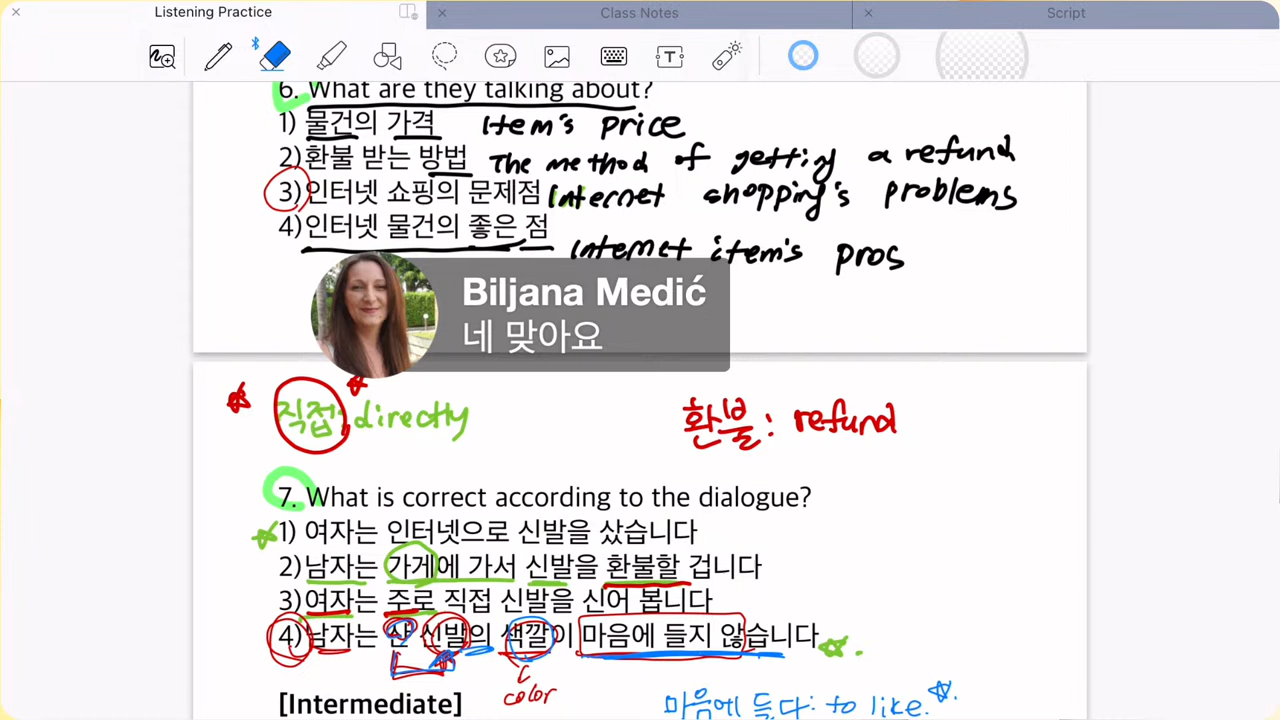 Listening Practice
Class Notes
Script
6. What are they talking about?
1) 물건의 가격 Item's price
2) 환불 받는 방법 The method of getting a refund
3) 인터넷 쇼핑의 문제점 Internet shopping's problems
4) 인터넷 물건의 좋은 점 Internet item's pros
Biljana Medić
네 맞아요
직접: directly
환불: refund
7. What is correct according to the dialogue?
1) 여자는 인터넷으로 신발을 샀습니다
2) 남자는 가게에 가서 신발을 환불할 겁니다
3) 여자는 주로 직접 신발을 신어 봅니다
4) 남자는 산 신발의 색깔이 마음에 들지 않습니다
color
[Intermediate]
마음에 들다: to like.